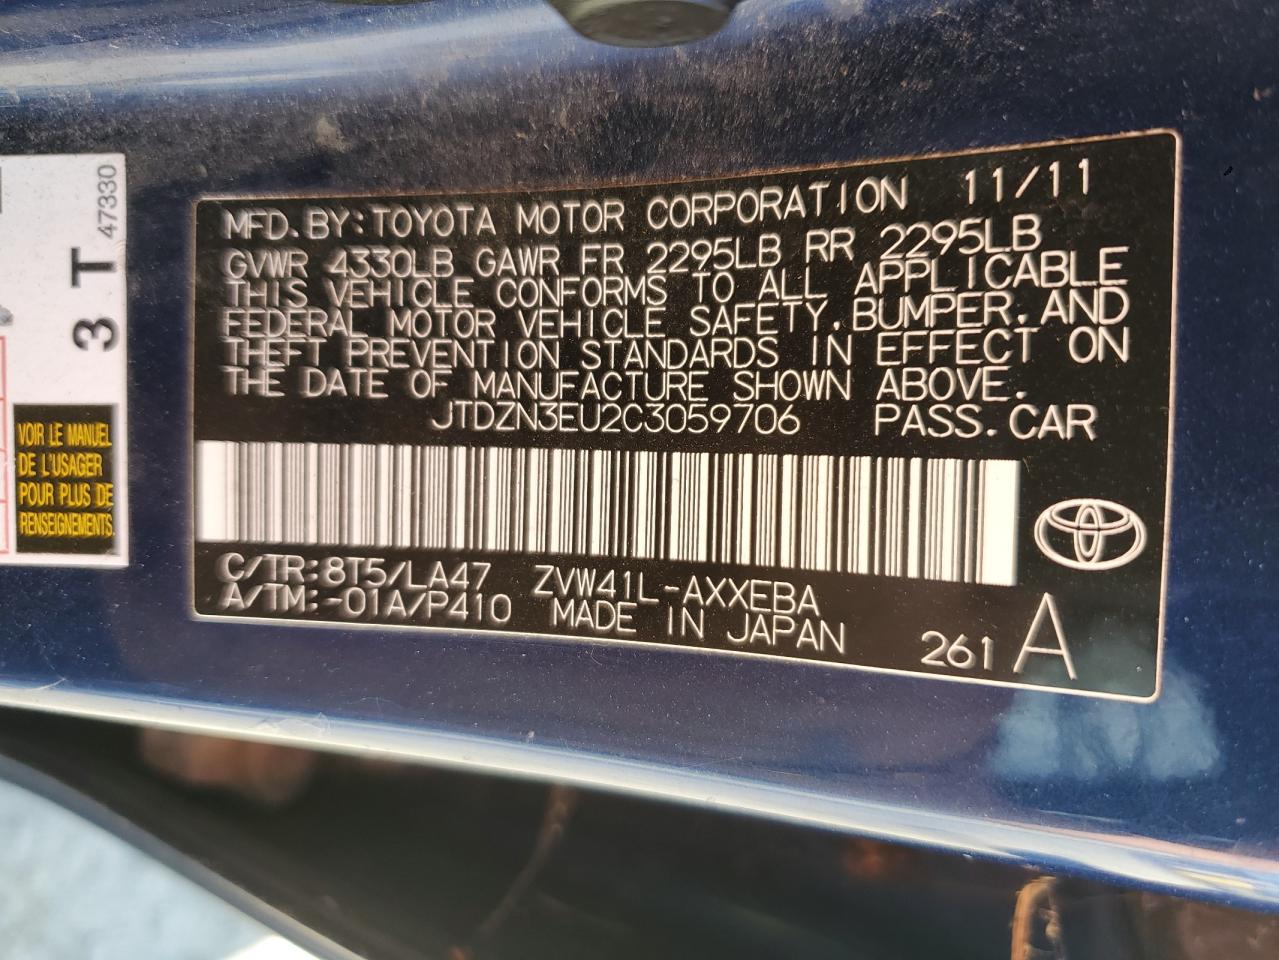 47330
3 T
VOIR LE MANUEL
DE L'USAGER
POUR PLUS DE
RENSEIGNEMENTS.
MFD. BY: TOYOTA MOTOR CORPORATION 11/11
GVWR 4330LB GAWR FR 2295LB RR 2295LB
THIS VEHICLE CONFORMS TO ALL APPLICABLE
FEDERAL MOTOR VEHICLE SAFETY, BUMPER, AND
THEFT PREVENTION STANDARDS IN EFFECT ON
THE DATE OF MANUFACTURE SHOWN ABOVE.
JTDZN3EU2C3059706 PASS. CAR
C/TR: 8T5/LA47 ZVW41L-AXXEBA
A/TM: -01A/P410 MADE IN JAPAN 261 A